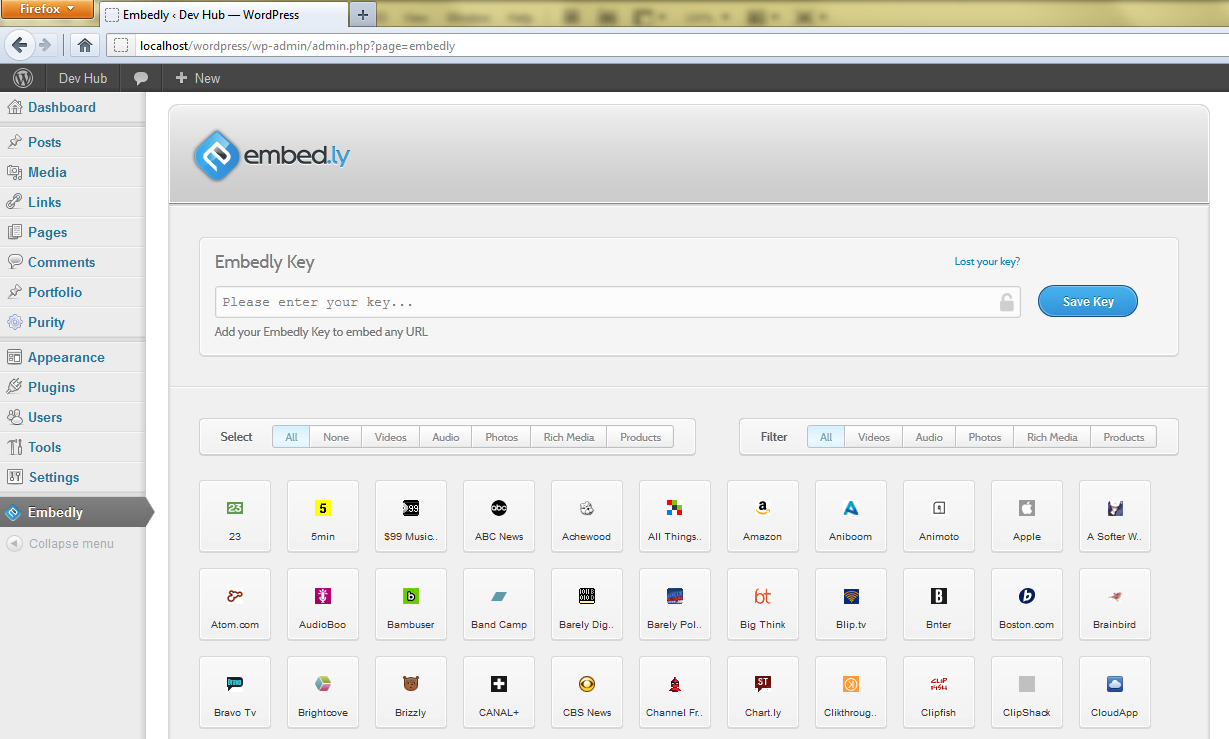 Firefox
Embedly ‹ Dev Hub — WordPress
localhost/wordpress/wp-admin/admin.php?page=embedly
Dev Hub
New
Dashboard
Posts
Media
Links
Pages
Comments
Portfolio
Purity
Appearance
Plugins
Users
Tools
Settings
Embedly
Collapse menu
embed.ly
Embedly Key
Lost your key?
Please enter your key...
Save Key
Add your Embedly Key to embed any URL
Select All None Videos Audio Photos Rich Media Products
Filter All Videos Audio Photos Rich Media Products
23 5min $99 Music.. ABC News Achewood All Things.. Amazon Aniboom Animoto Apple A Softer W..
Atom.com AudioBoo Bambuser Band Camp Barely Dig.. Barely Pol.. Big Think Blip.tv Bnter Boston.com Brainbird
Bravo Tv Brightcove Brizzly CANAL+ CBS News Channel Fr.. Chart.ly Clikthroug.. Clipfish ClipShack CloudApp